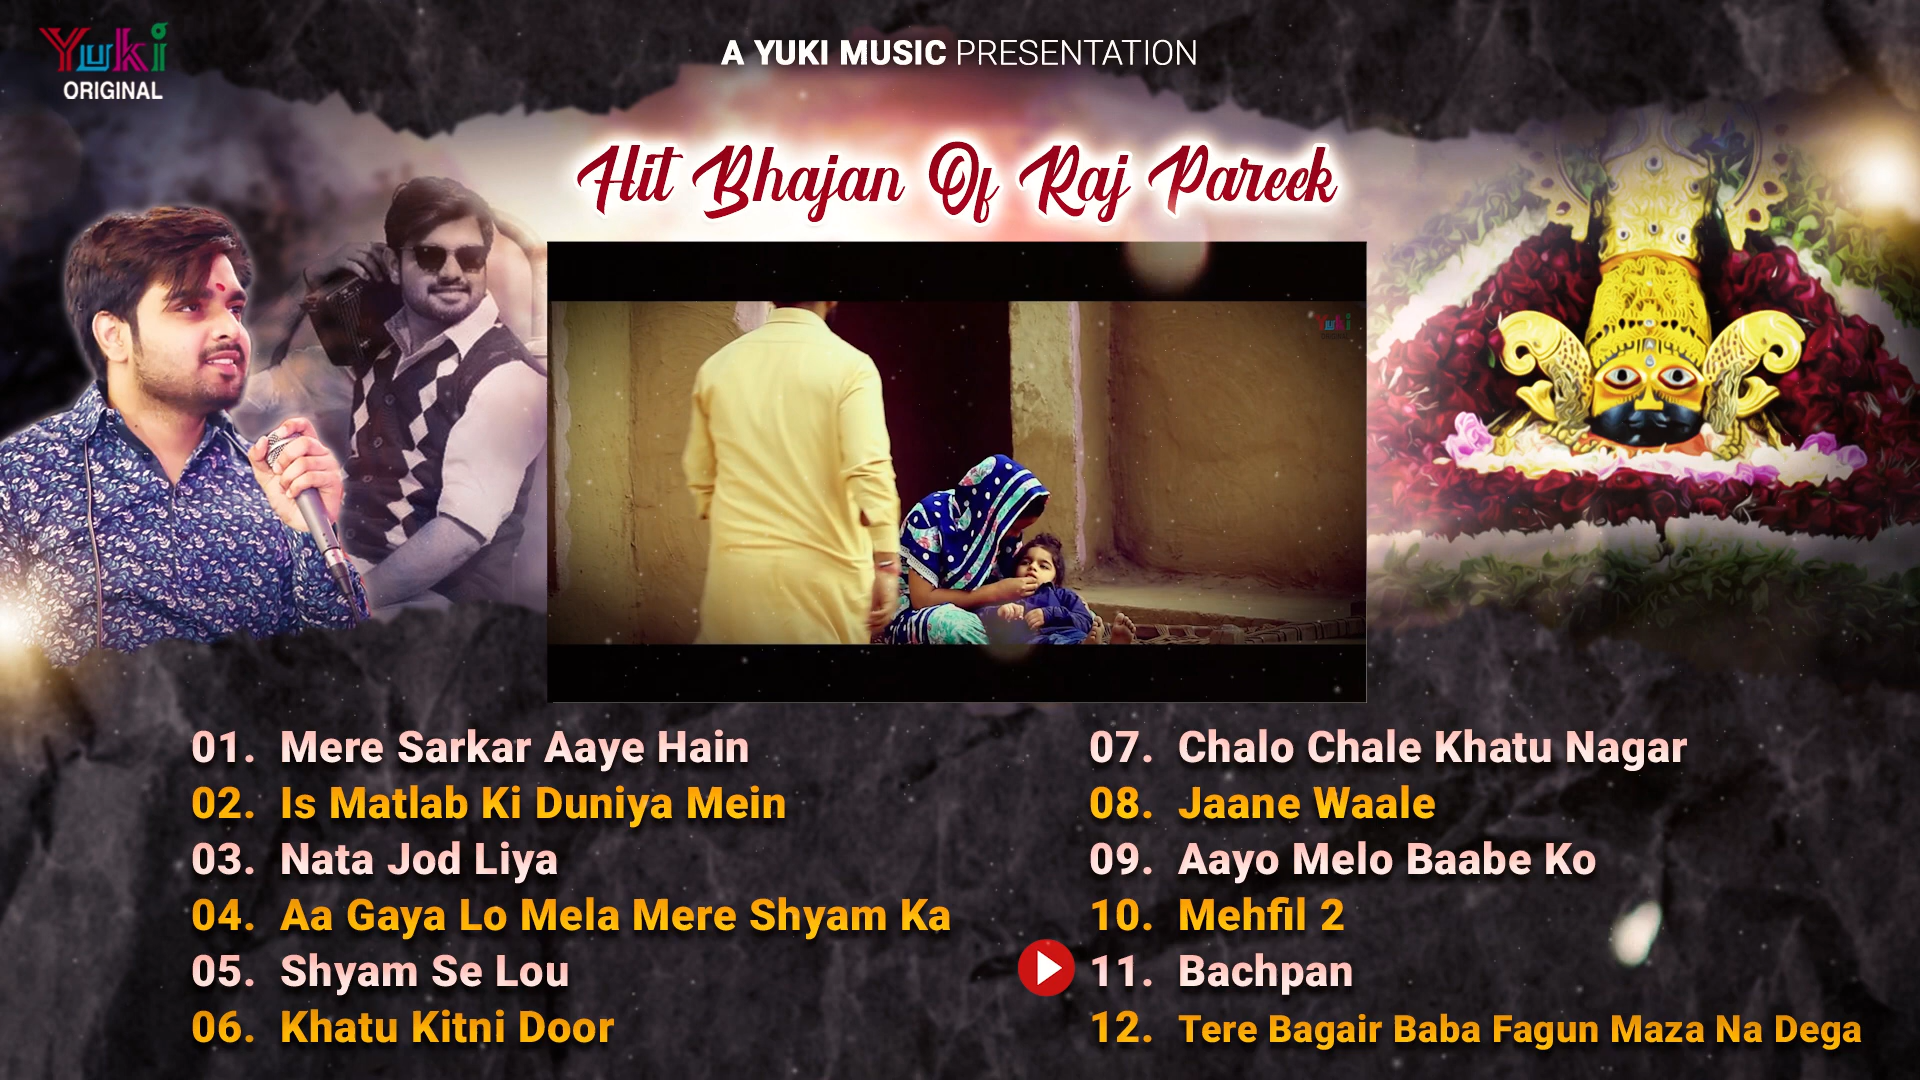 Yuki
ORIGINAL
A YUKI MUSIC PRESENTATION
Hit Bhajan Of Raj Pareek
Yuki
01. Mere Sarkar Aaye Hain
02. Is Matlab Ki Duniya Mein
03. Nata Jod Liya
04. Aa Gaya Lo Mela Mere Shyam Ka
05. Shyam Se Lou
06. Khatu Kitni Door
07. Chalo Chale Khatu Nagar
08. Jaane Waale
09. Aayo Melo Baabe Ko
10. Mehfil 2
11. Bachpan
12. Tere Bagair Baba Fagun Maza Na Dega